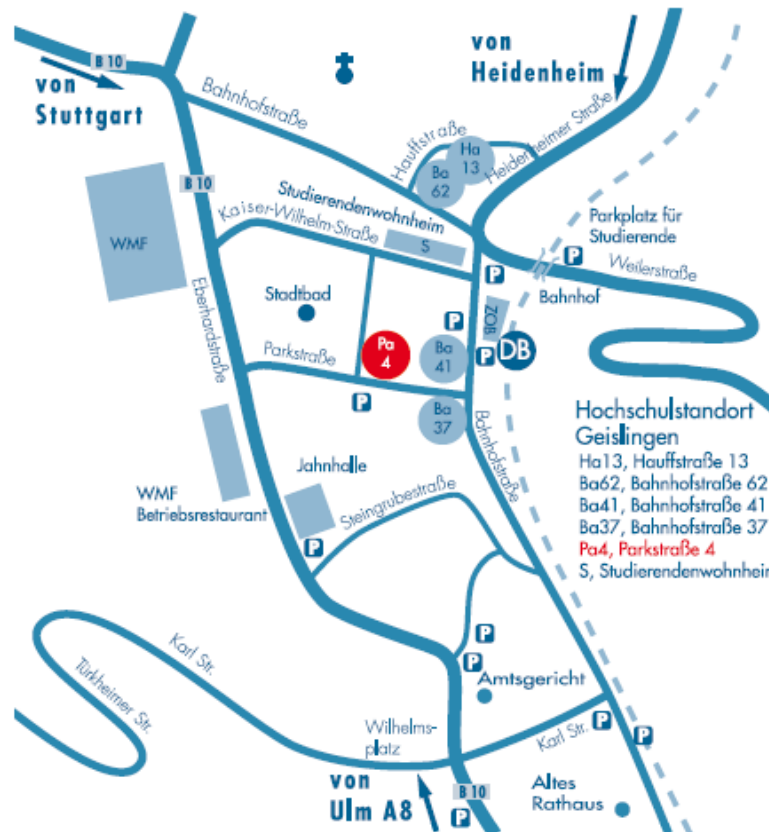 B 10
von
Stuttgart
von
Heidenheim
Bahnhofstraße
Hauffstraße
Ha
13
Ba
62
Heidenheimer Straße
B 10
WMF
Studierendenwohnheim
Kaiser-Wilhelm-Straße
S
Parkplatz für
Studierende
P
Weilerstraße
P
Bahnhof
Stadtbad
ZOB
P
Eberhardstraße
Parkstraße
Pa
4
Ba
41
P
DB
P
Ba
37
Bahnhofstraße
Hochschulstandort
Geislingen
Ha13, Hauffstraße 13
Ba62, Bahnhofstraße 62
Ba41, Bahnhofstraße 41
Ba37, Bahnhofstraße 37
Pa4, Parkstraße 4
S, Studierendenwohnheim
Jahnhalle
WMF
Betriebsrestaurant
Steingrubestraße
P
Karl Str.
Türkheimer Str.
P
P
Amtsgericht
Wilhelms-
platz
Karl Str.
P
P
von
Ulm A8
B 10
P
Altes
Rathaus